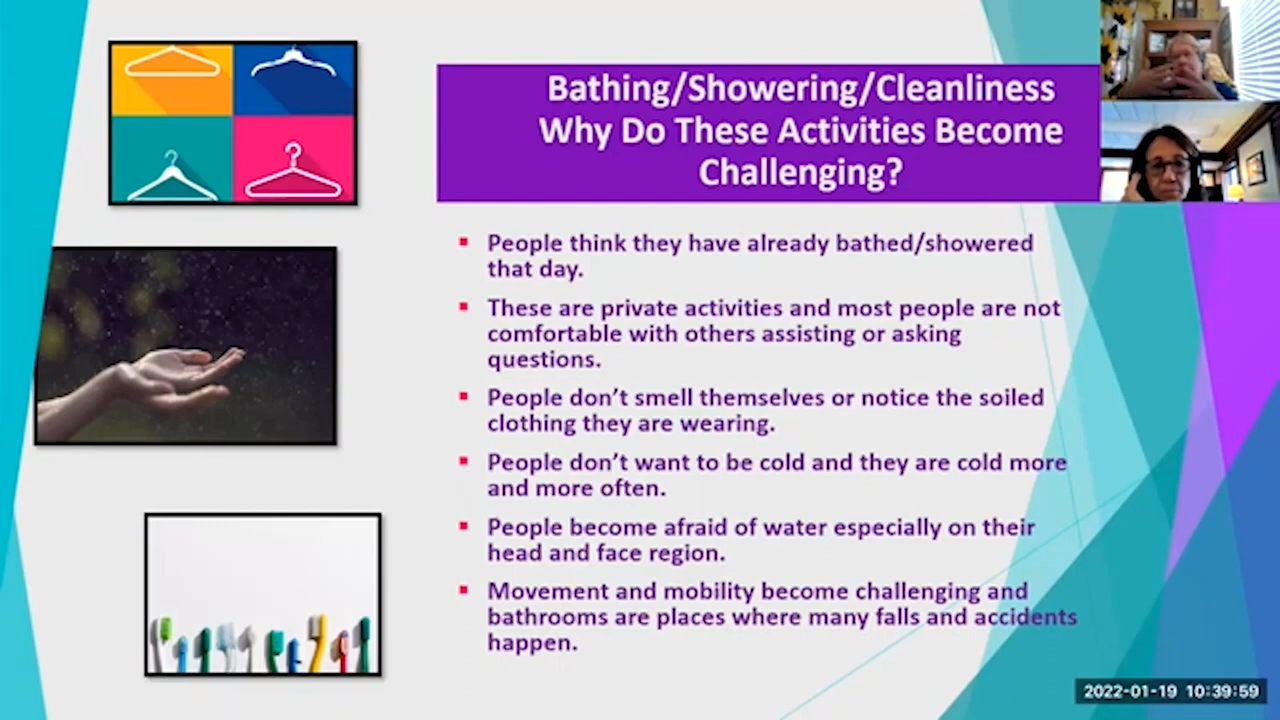 Bathing/Showering/Cleanliness
Why Do These Activities Become
Challenging?
▪ People think they have already bathed/showered
that day.
▪ These are private activities and most people are not
comfortable with others assisting or asking
questions.
▪ People don’t smell themselves or notice the soiled
clothing they are wearing.
▪ People don’t want to be cold and they are cold more
and more often.
▪ People become afraid of water especially on their
head and face region.
▪ Movement and mobility become challenging and
bathrooms are places where many falls and accidents
happen.
2022-01-19 10:39:59